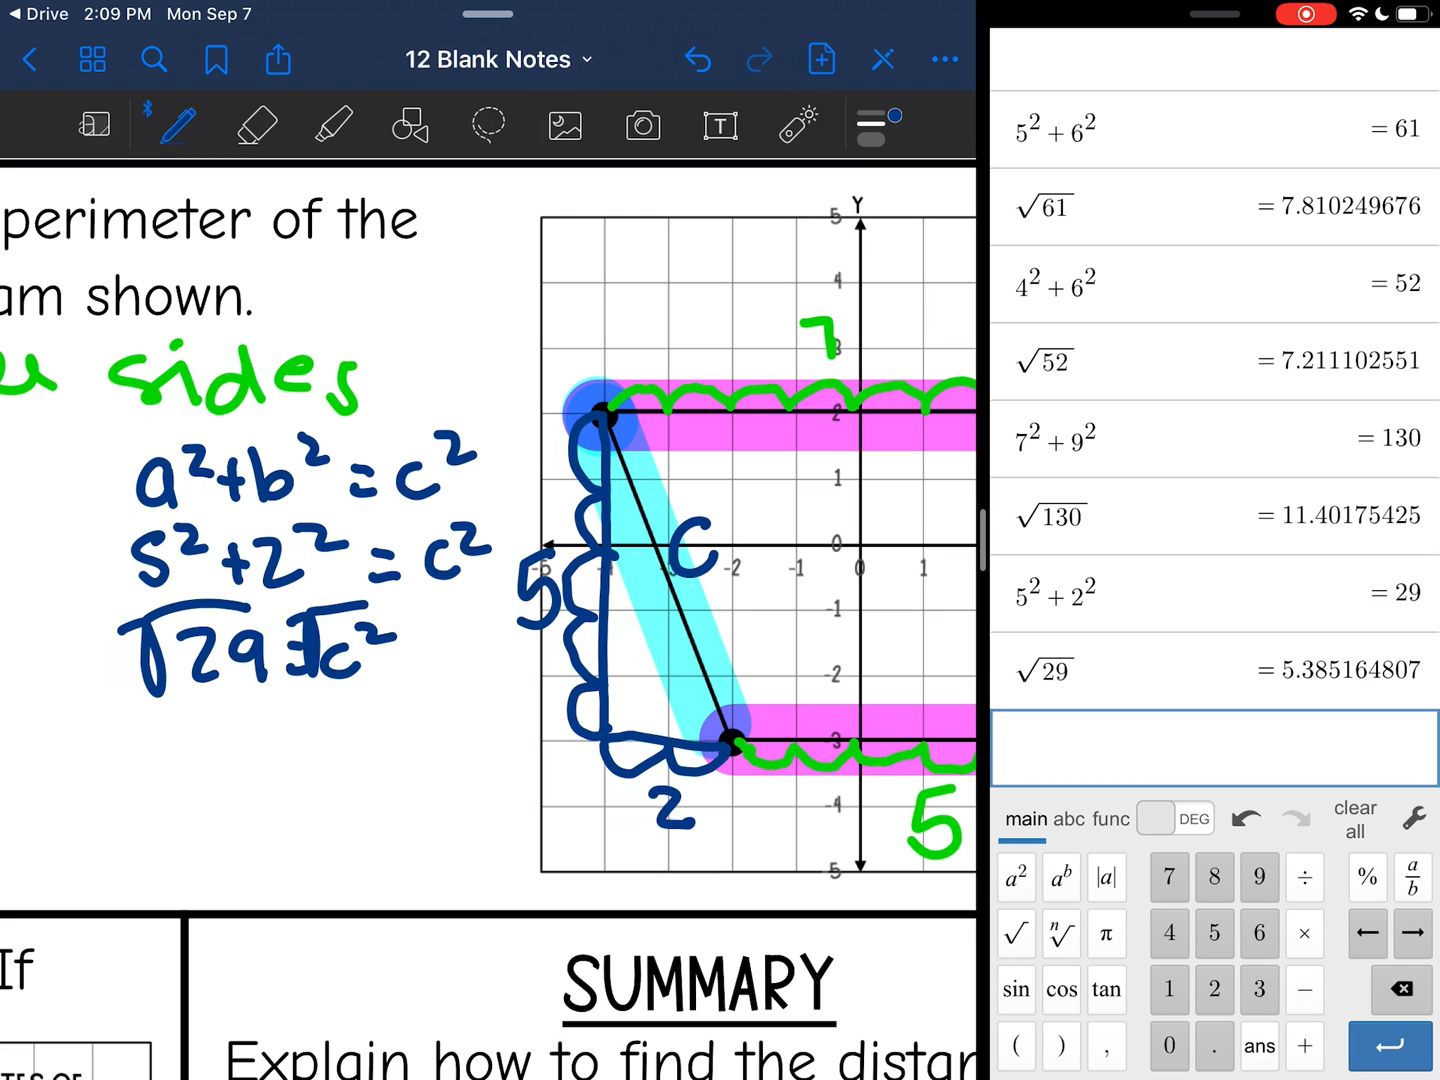 Drive 2:09 PM Mon Sep 7
12 Blank Notes
T
perimeter of the
am shown.
sides
a²+b²=c²
5²+2²=c²
√29=√c²
Y
5
4
3
2
1
0
-1
-2
-3
-4
-5
-2 -1 0 1
7
C
5
2
5
If
SUMMARY
Explain how to find the distan
5² + 6² = 61
√61 = 7.810249676
4² + 6² = 52
√52 = 7.211102551
7² + 9² = 130
√130 = 11.40175425
5² + 2² = 29
√29 = 5.385164807
main abc func DEG clear all
a² aᵇ |a| 7 8 9 ÷ % a/b
√ ⁿ√ π 4 5 6 × ← →
sin cos tan 1 2 3 −
( ) , 0 . ans +